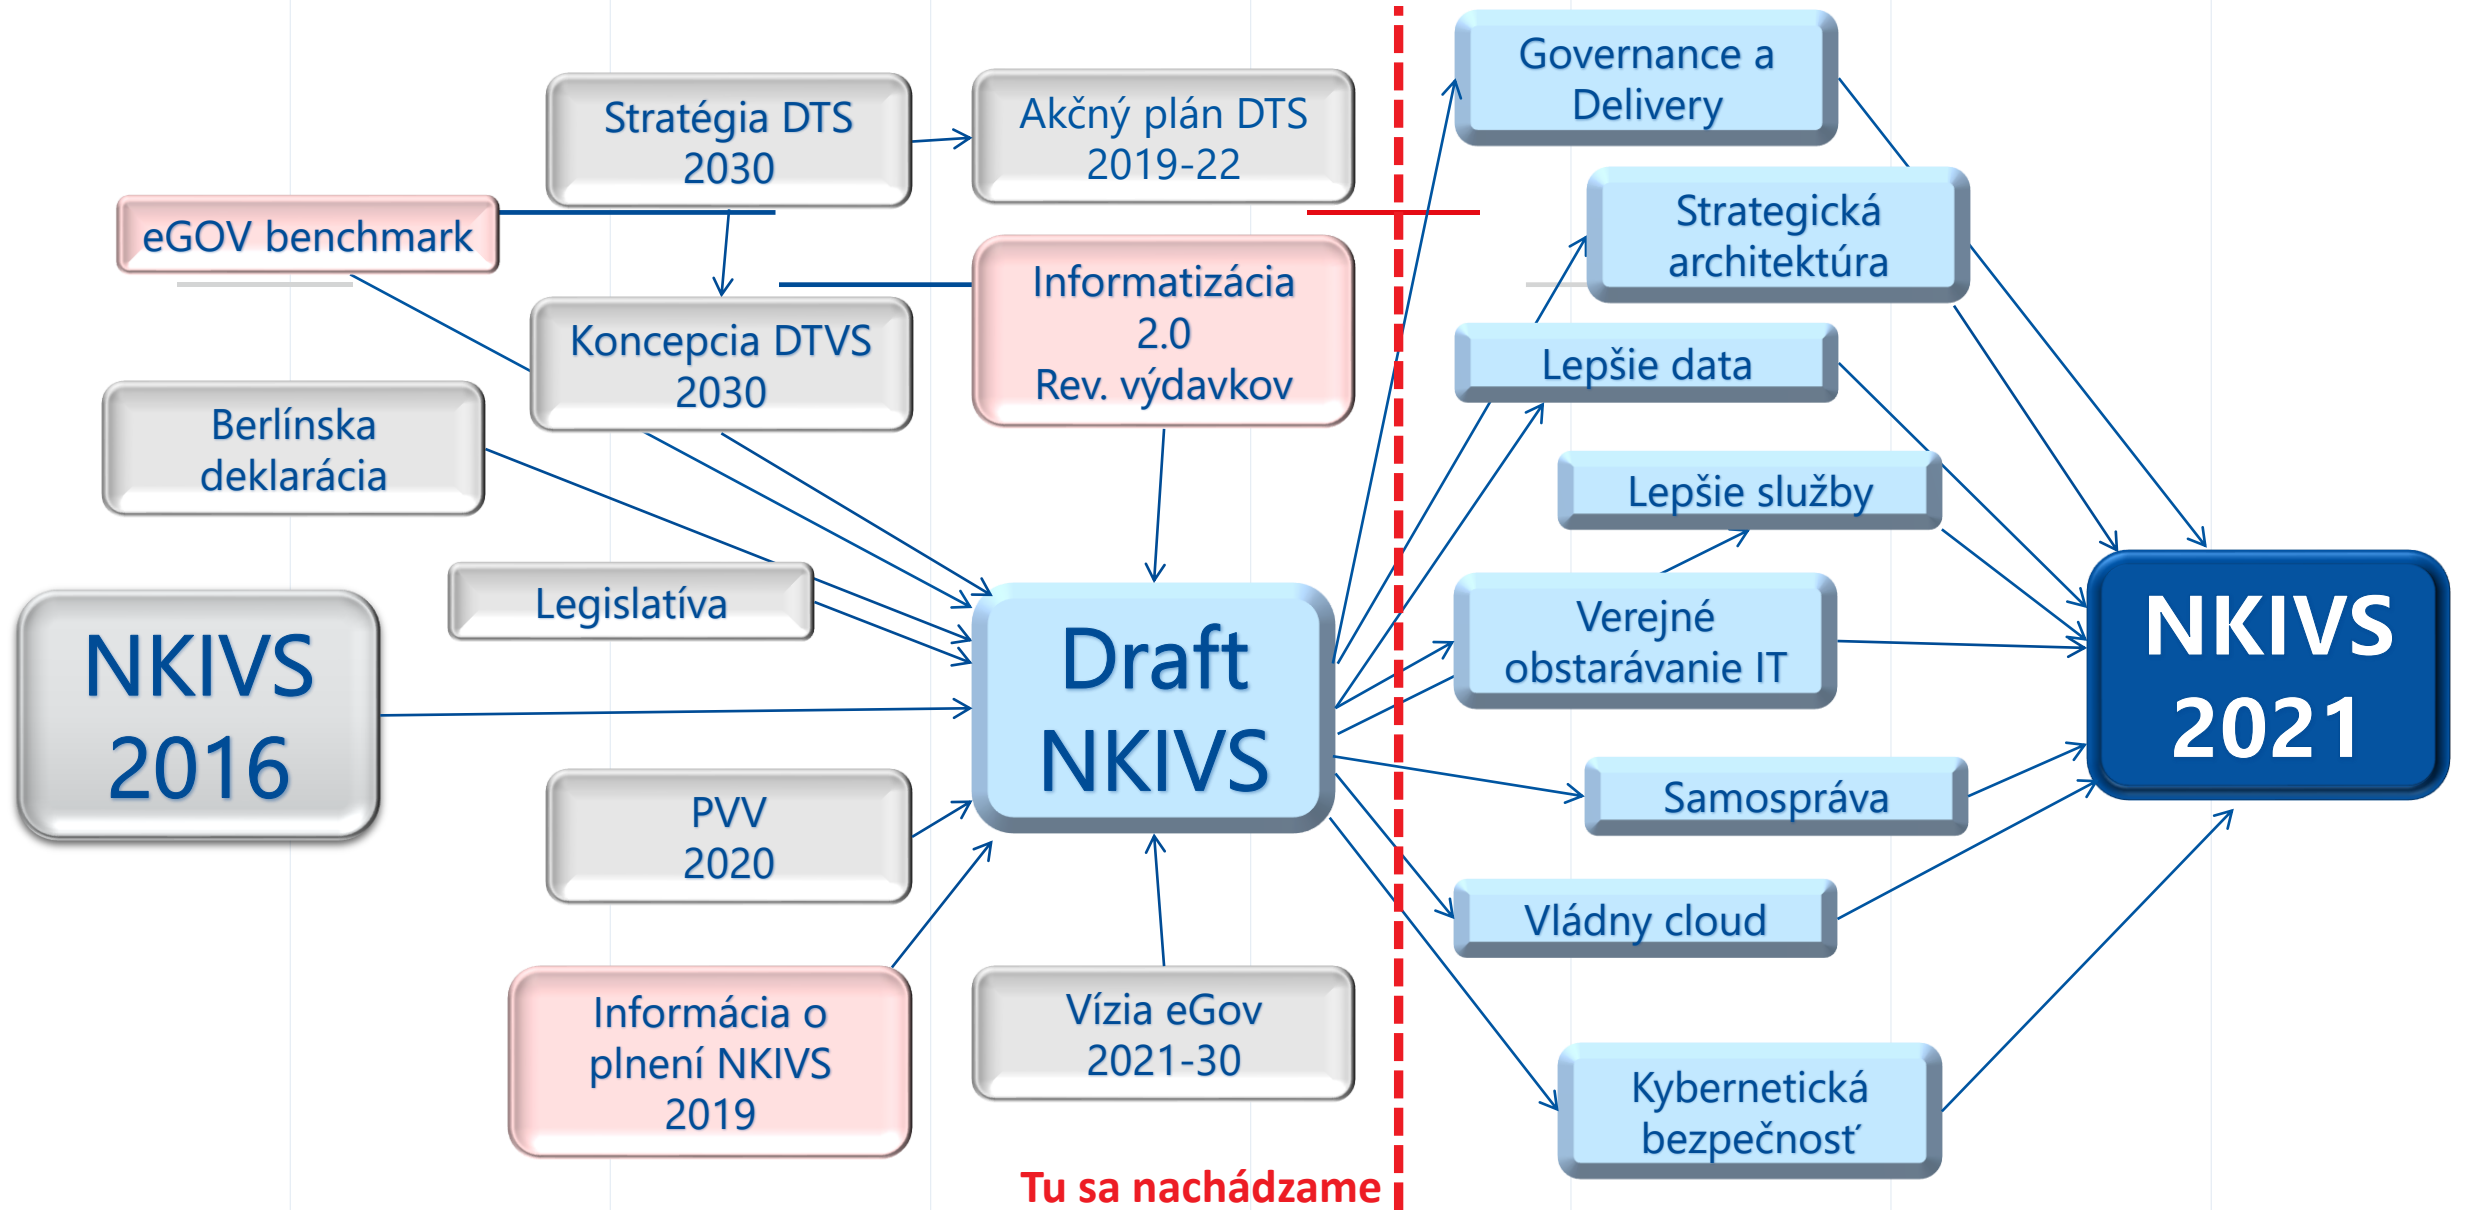 Governance a
Delivery
Stratégia DTS
2030
Akčný plán DTS
2019-22
Strategická
architektúra
eGOV benchmark
Informatizácia
2.0
Rev. výdavkov
Koncepcia DTVS
2030
Lepšie data
Berlínska
deklarácia
Lepšie služby
Legislatíva
Verejné
obstarávanie IT
NKIVS
2016
Draft
NKIVS
NKIVS
2021
PVV
2020
Samospráva
Vládny cloud
Informácia o
plnení NKIVS
2019
Vízia eGov
2021-30
Kybernetická
bezpečnosť
Tu sa nachádzame